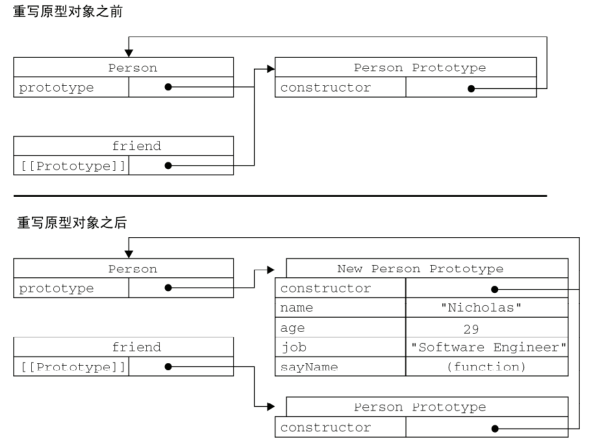 重写原型对象之前
Person
prototype
Person Prototype
constructor
friend
[[Prototype]]
重写原型对象之后
Person
prototype
New Person Prototype
constructor
name "Nicholas"
age 29
job "Software Engineer"
sayName (function)
friend
[[Prototype]]
Person Prototype
constructor